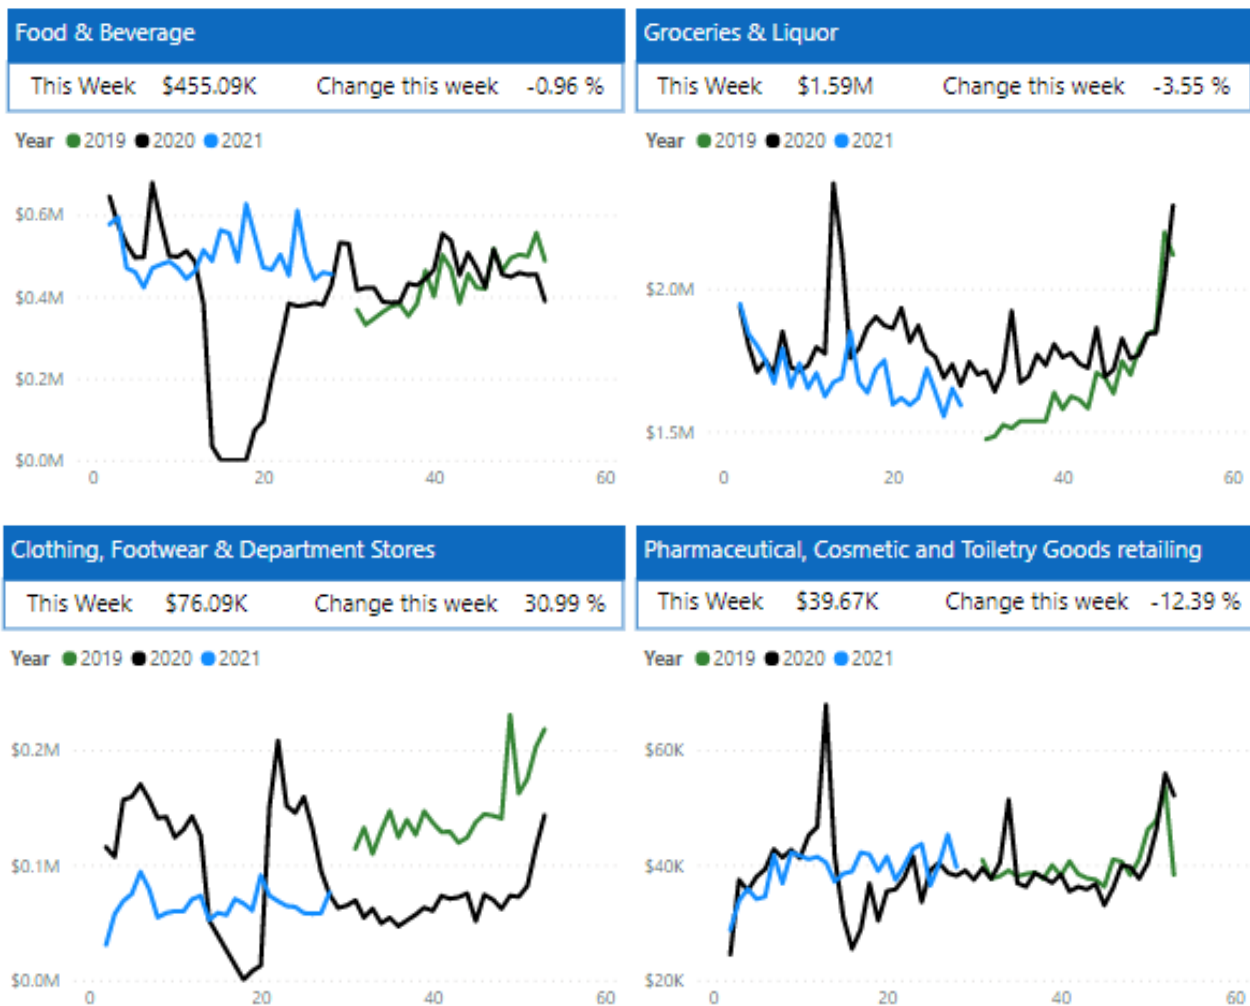 Food & Beverage
This Week $455.09K Change this week -0.96 %
Year 2019 2020 2021
$0.6M
$0.4M
$0.2M
$0.0M
0 20 40 60
Groceries & Liquor
This Week $1.59M Change this week -3.55 %
Year 2019 2020 2021
$2.0M
$1.5M
0 20 40 60
Clothing, Footwear & Department Stores
This Week $76.09K Change this week 30.99 %
Year 2019 2020 2021
$0.2M
$0.1M
$0.0M
0 20 40 60
Pharmaceutical, Cosmetic and Toiletry Goods retailing
This Week $39.67K Change this week -12.39 %
Year 2019 2020 2021
$60K
$40K
$20K
0 20 40 60